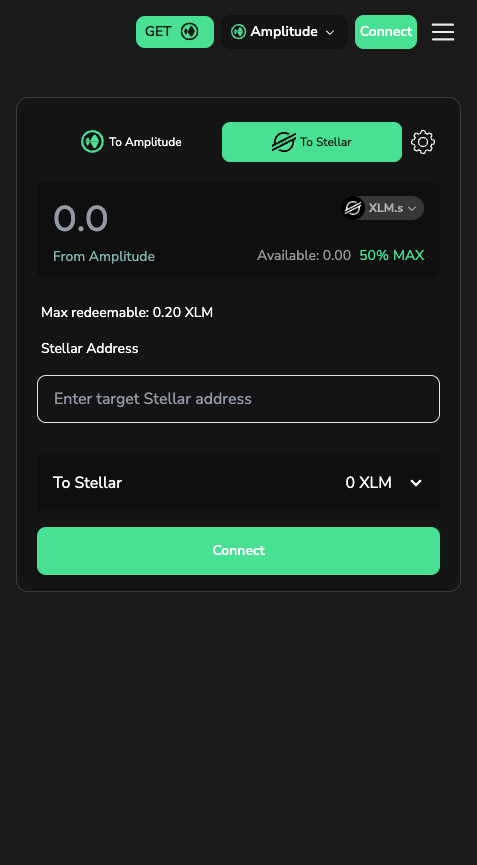 GET Amplitude Connect
To Amplitude To Stellar
0.0 XLM.s
From Amplitude Available: 0.00 50% MAX
Max redeemable: 0.20 XLM
Stellar Address
Enter target Stellar address
To Stellar 0 XLM
Connect